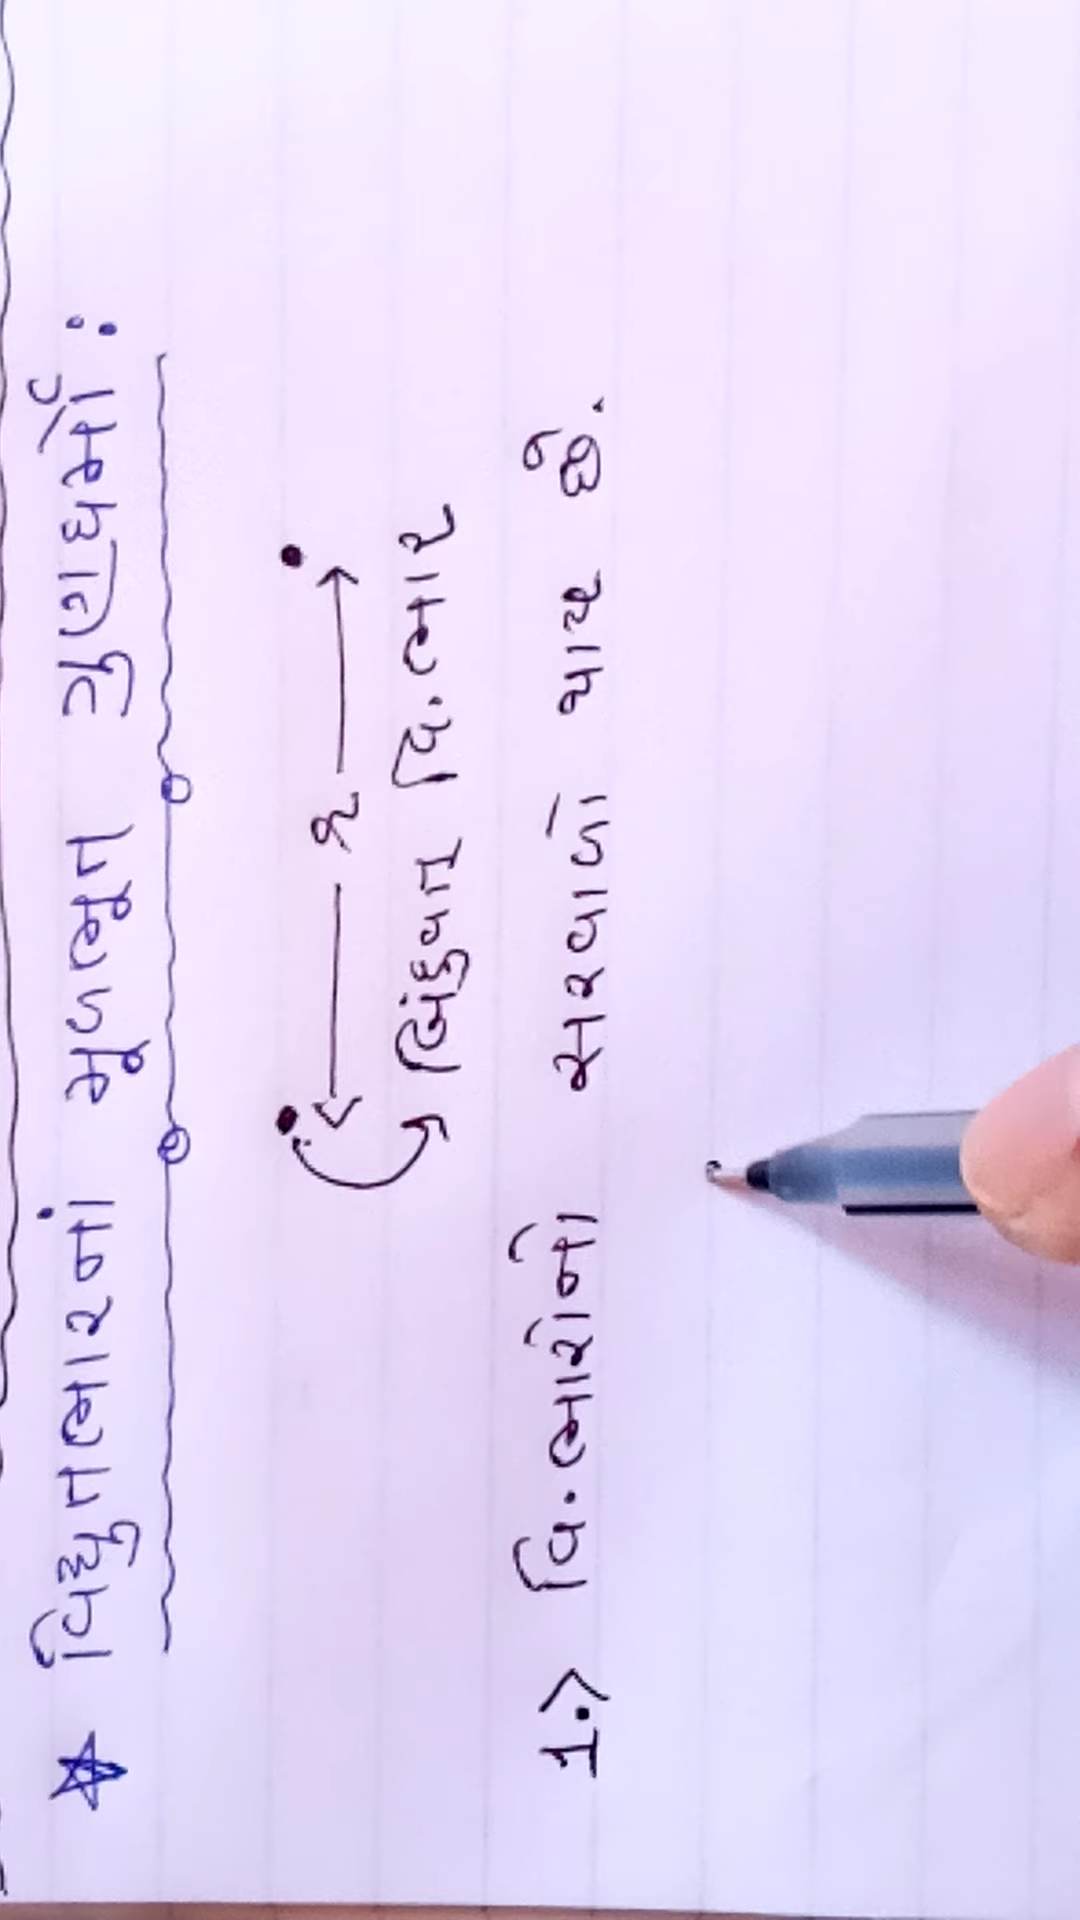 ★ વિદ્યુતભારનાં મૂળભૂત ગુણધર્મો :
r
બિંદુવત્ વિ.ભાર
1.> વિ.ભારોનો સરવાળો થાય છે.